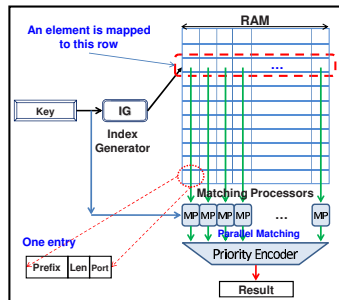 RAM
An element is mapped
to this row
...
Key
IG
Index
Generator
Matching Processors
MP MP MP MP ... MP
Parallel Matching
One entry
Prefix Len Port
Priority Encoder
Result